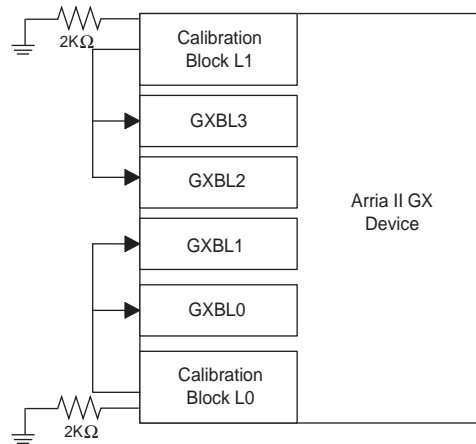 2KΩ
Calibration
Block L1
GXBL3
GXBL2
Arria II GX
Device
GXBL1
GXBL0
Calibration
Block L0
2KΩ